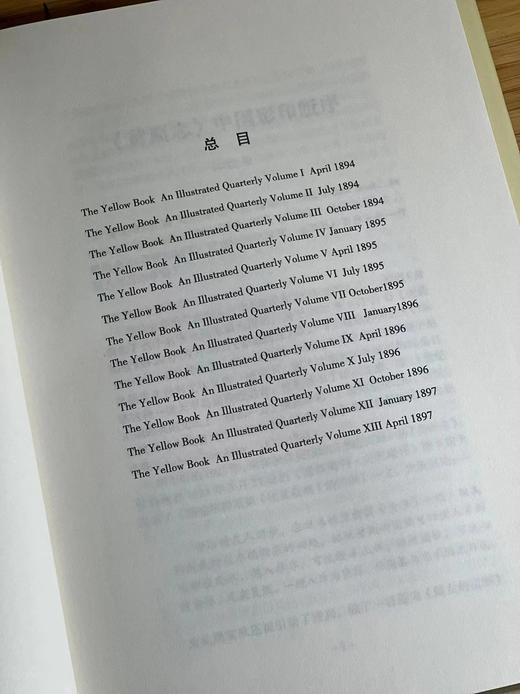 总 目
The Yellow Book An Illustrated Quarterly Volume I April 1894
The Yellow Book An Illustrated Quarterly Volume II July 1894
The Yellow Book An Illustrated Quarterly Volume III October 1894
The Yellow Book An Illustrated Quarterly Volume IV January 1895
The Yellow Book An Illustrated Quarterly Volume V April 1895
The Yellow Book An Illustrated Quarterly Volume VI July 1895
The Yellow Book An Illustrated Quarterly Volume VII October1895
The Yellow Book An Illustrated Quarterly Volume VIII January1896
The Yellow Book An Illustrated Quarterly Volume IX April 1896
The Yellow Book An Illustrated Quarterly Volume X July 1896
The Yellow Book An Illustrated Quarterly Volume XI October 1896
The Yellow Book An Illustrated Quarterly Volume XII January 1897
The Yellow Book An Illustrated Quarterly Volume XIII April 1897